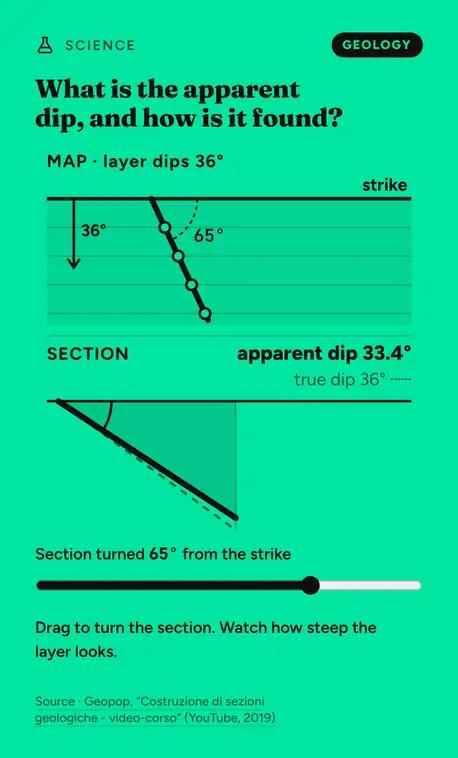 SCIENCE
GEOLOGY
What is the apparent
dip, and how is it found?
MAP · layer dips 36°
strike
36°
65°
SECTION
apparent dip 33.4°
true dip 36°
Section turned 65° from the strike
Drag to turn the section. Watch how steep the
layer looks.
Source · Geopop, “Costruzione di sezioni
geologiche - video-corso” (YouTube, 2019)